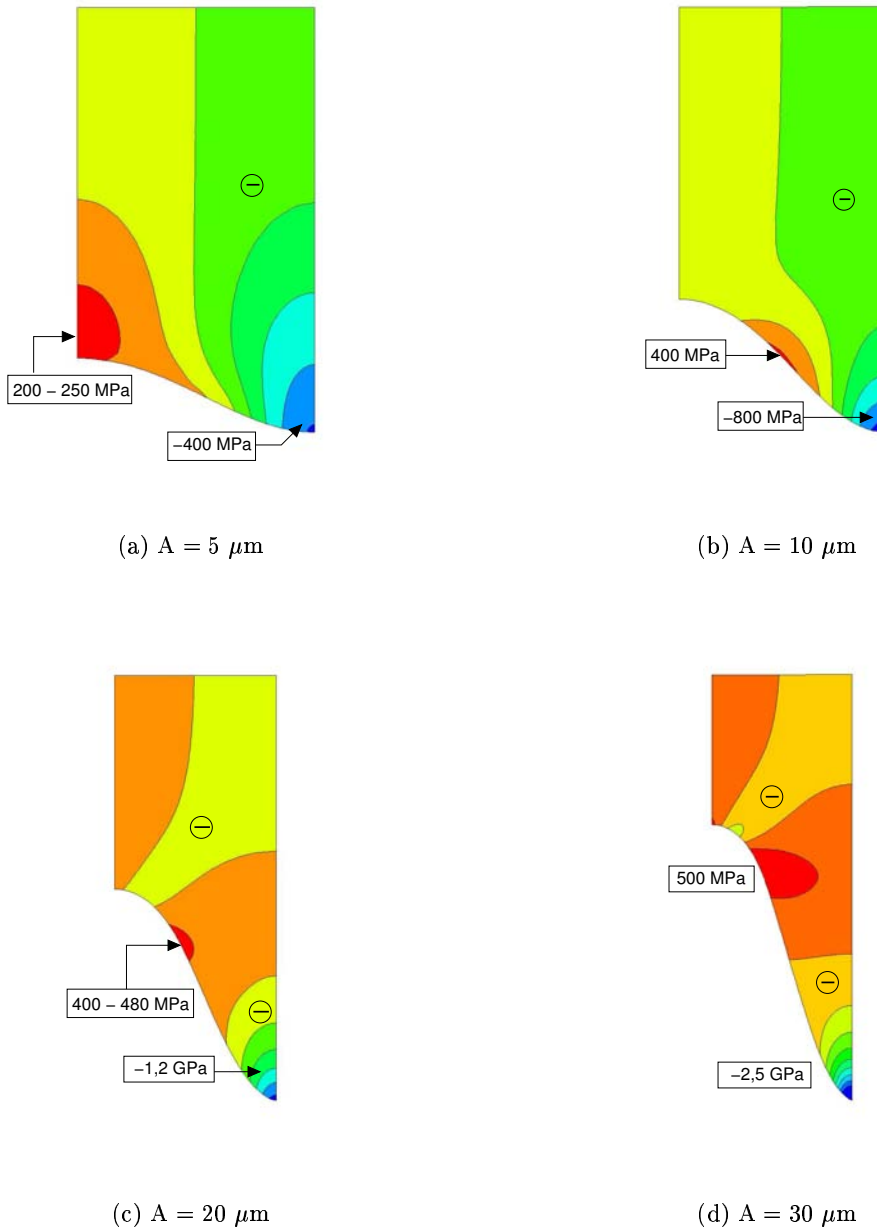 200 – 250 MPa
–400 MPa
(a) A = 5 µm
400 MPa
–800 MPa
(b) A = 10 µm
400 – 480 MPa
–1,2 GPa
(c) A = 20 µm
500 MPa
–2,5 GPa
(d) A = 30 µm